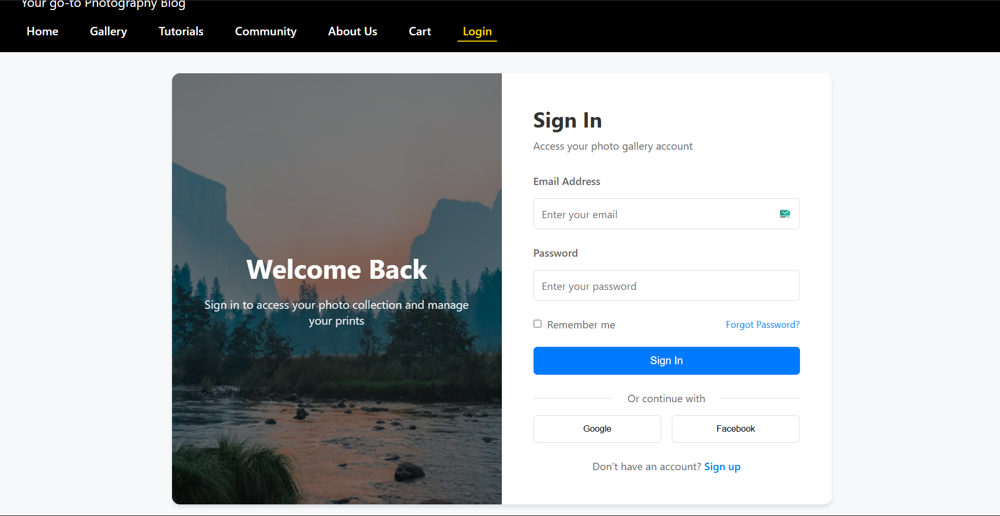 Your go-to Photography Blog
Home Gallery Tutorials Community About Us Cart Login
Welcome Back
Sign in to access your photo collection and manage
your prints
Sign In
Access your photo gallery account
Email Address
Enter your email
Password
Enter your password
Remember me Forgot Password?
Sign In
Or continue with
Google Facebook
Don't have an account? Sign up